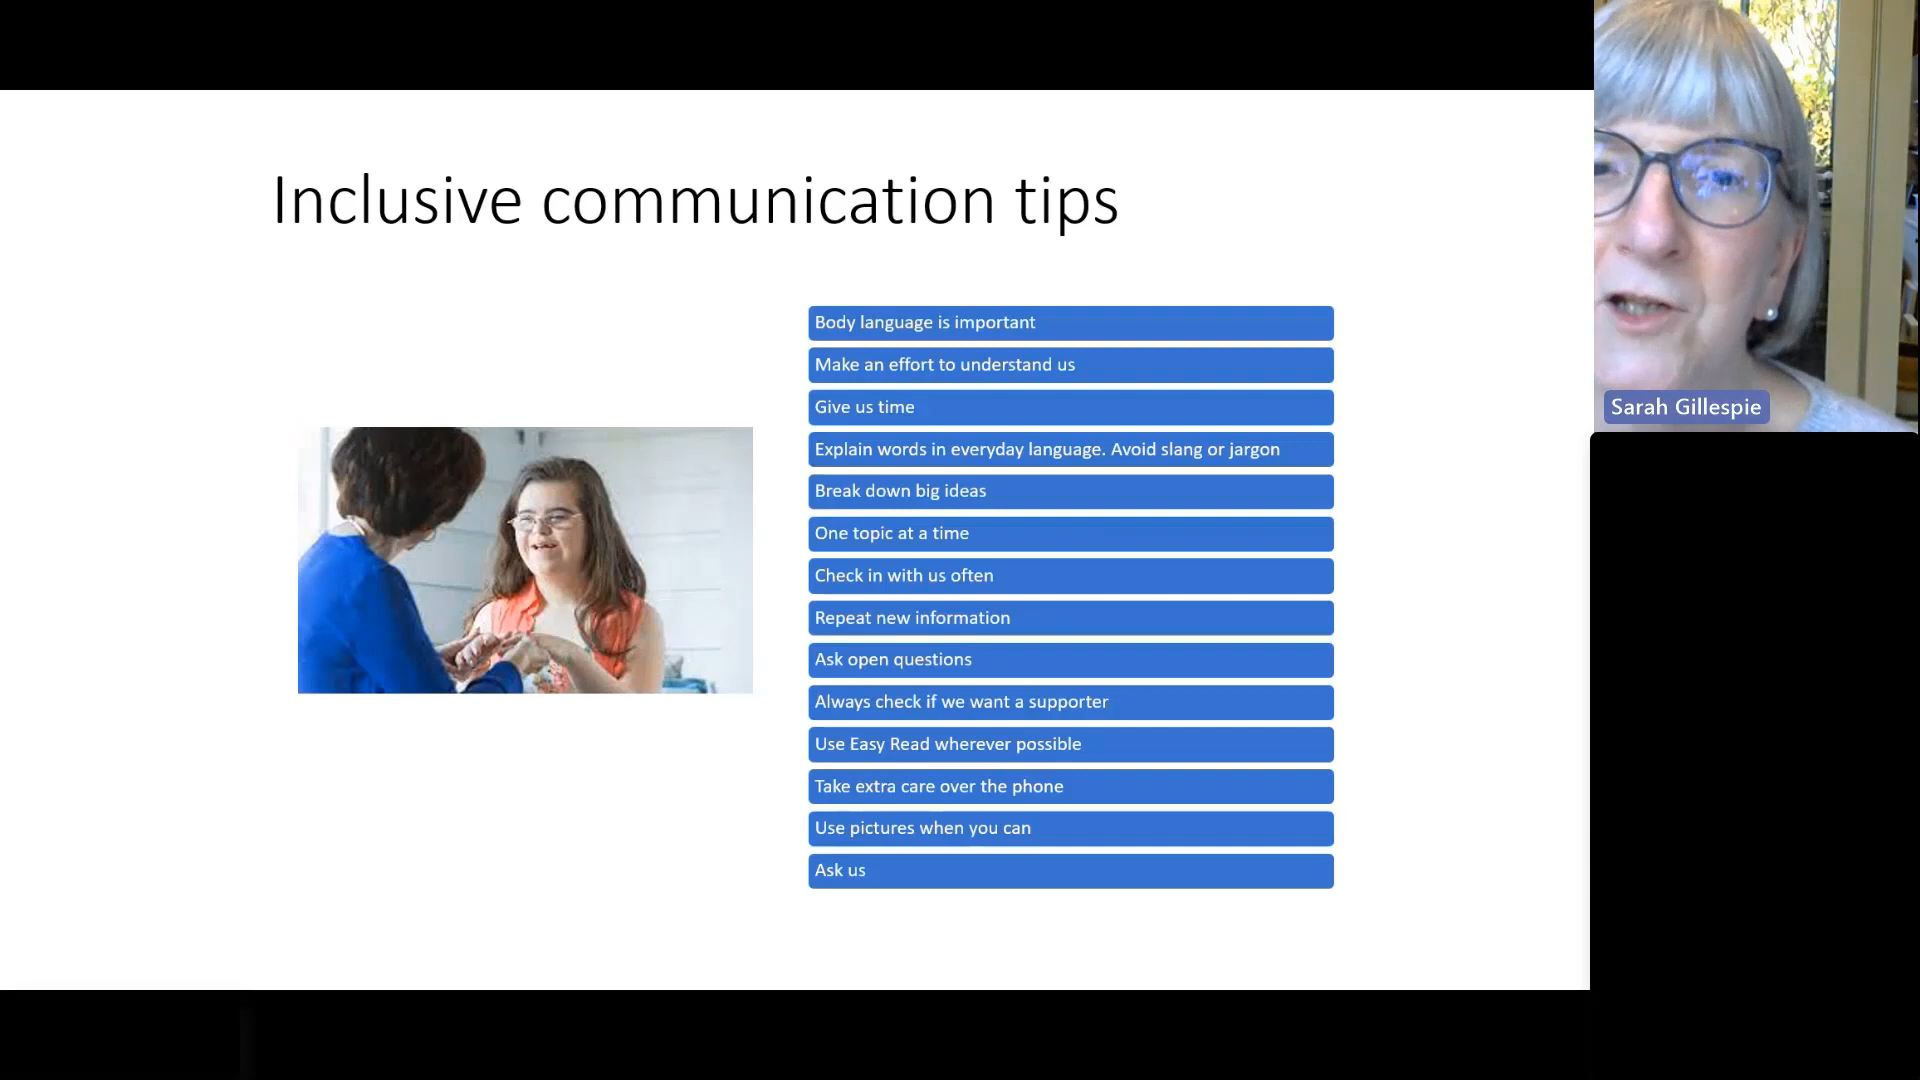 Inclusive communication tips
Body language is important
Make an effort to understand us
Give us time
Explain words in everyday language. Avoid slang or jargon
Break down big ideas
One topic at a time
Check in with us often
Repeat new information
Ask open questions
Always check if we want a supporter
Use Easy Read wherever possible
Take extra care over the phone
Use pictures when you can
Ask us
Sarah Gillespie